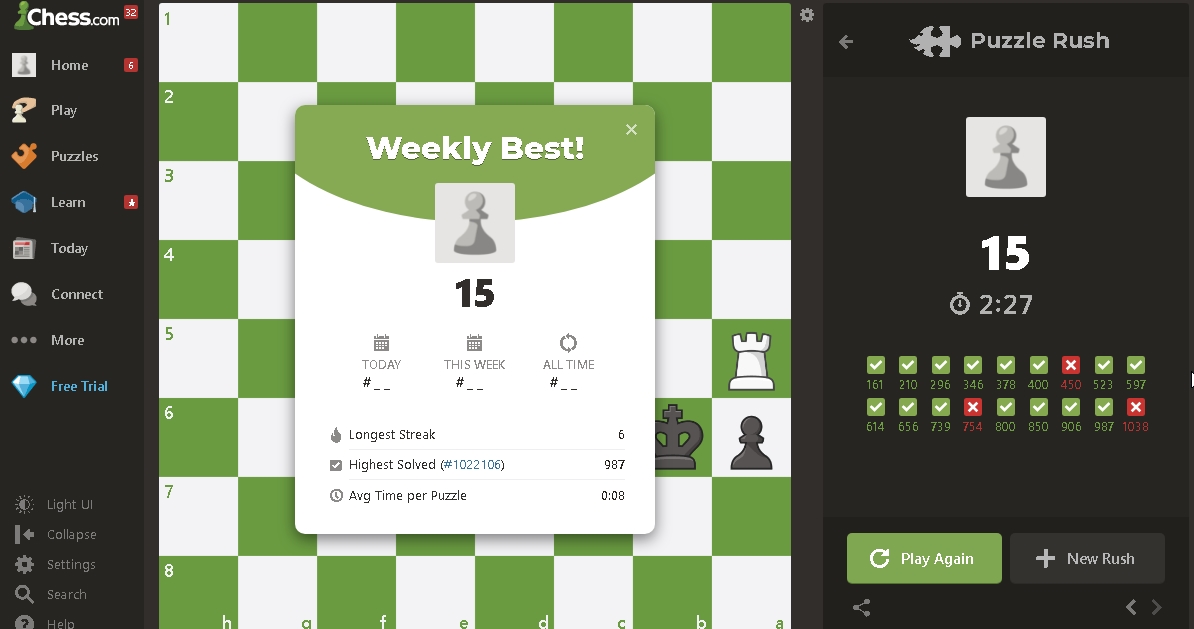 Chess.com 32
Home 6
Play
Puzzles
Learn
Today
Connect
More
Free Trial
Light UI
Collapse
Settings
Search
Help
1
2
3
4
5
6
7
8
h g f e d c b a
Weekly Best!
15
TODAY THIS WEEK ALL TIME
#__ #__ #__
Longest Streak 6
Highest Solved (#1022106) 987
Avg Time per Puzzle 0:08
Puzzle Rush
15
2:27
161 210 296 346 378 400 450 523 597
614 656 739 754 800 850 906 987 1038
Play Again
New Rush